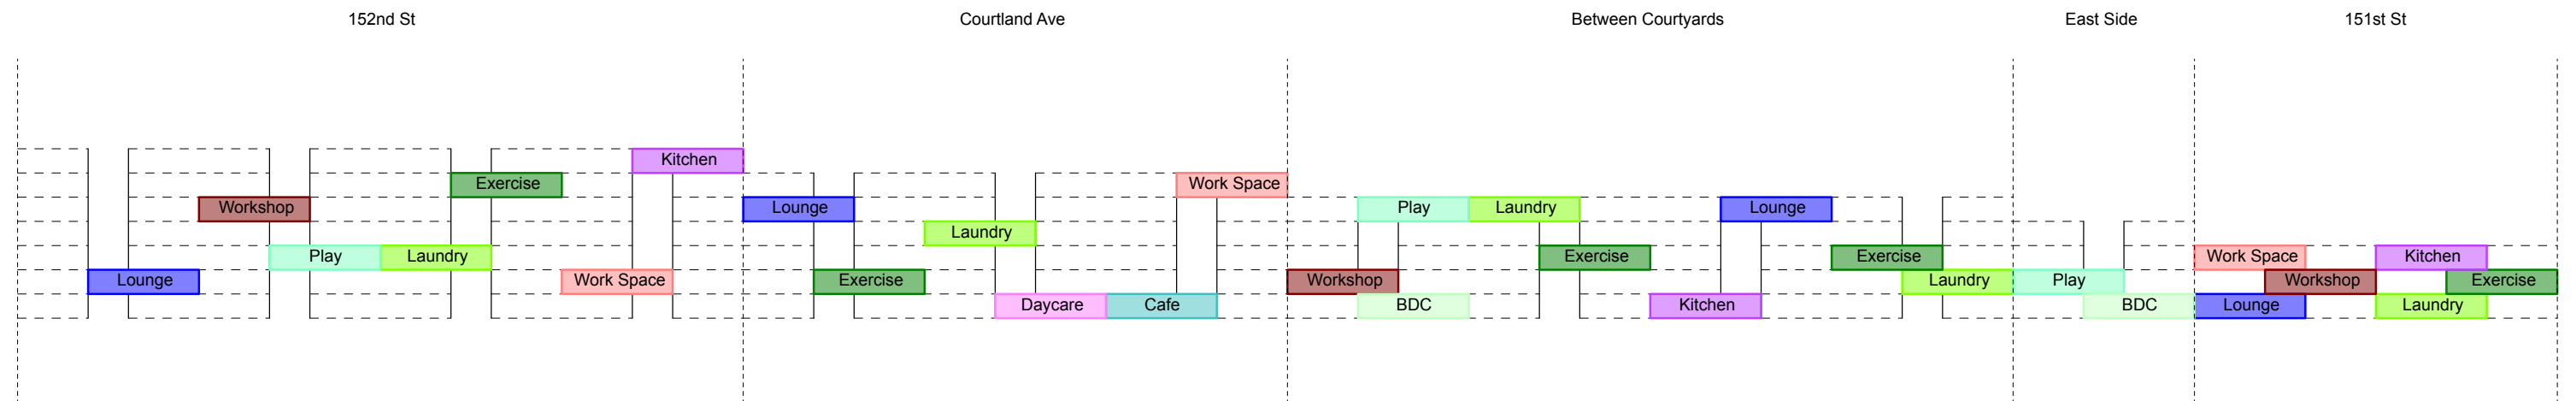 152nd St
Courtland Ave
Between Courtyards
East Side
151st St
Kitchen
Exercise
Workshop
Play
Laundry
Lounge
Work Space
Work Space
Lounge
Laundry
Exercise
Daycare
Cafe
Play
Laundry
Lounge
Exercise
Exercise
Workshop
Laundry
BDC
Kitchen
Play
BDC
Work Space
Kitchen
Workshop
Exercise
Lounge
Laundry